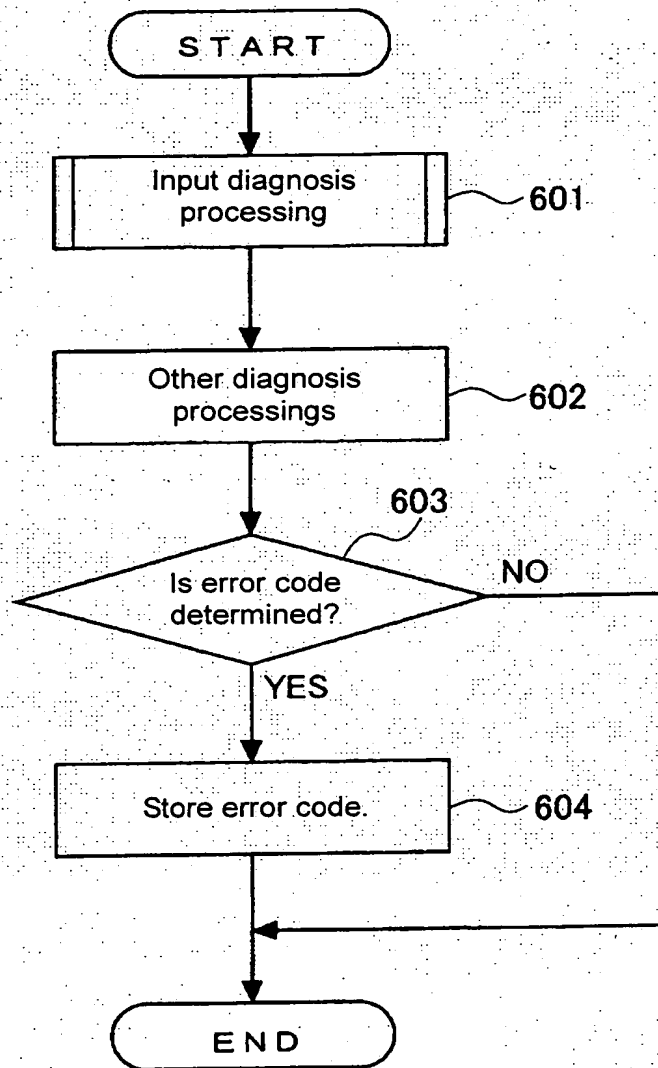 START
Input diagnosis
processing
601
Other diagnosis
processings
602
603
Is error code
determined?
NO
YES
Store error code.
604
END